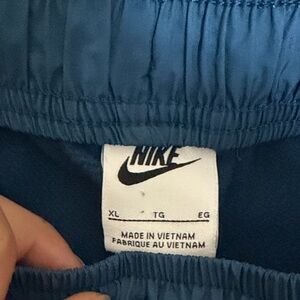 NIKE
XL TG EG
MADE IN VIETNAM
FABRIQUE AU VIETNAM